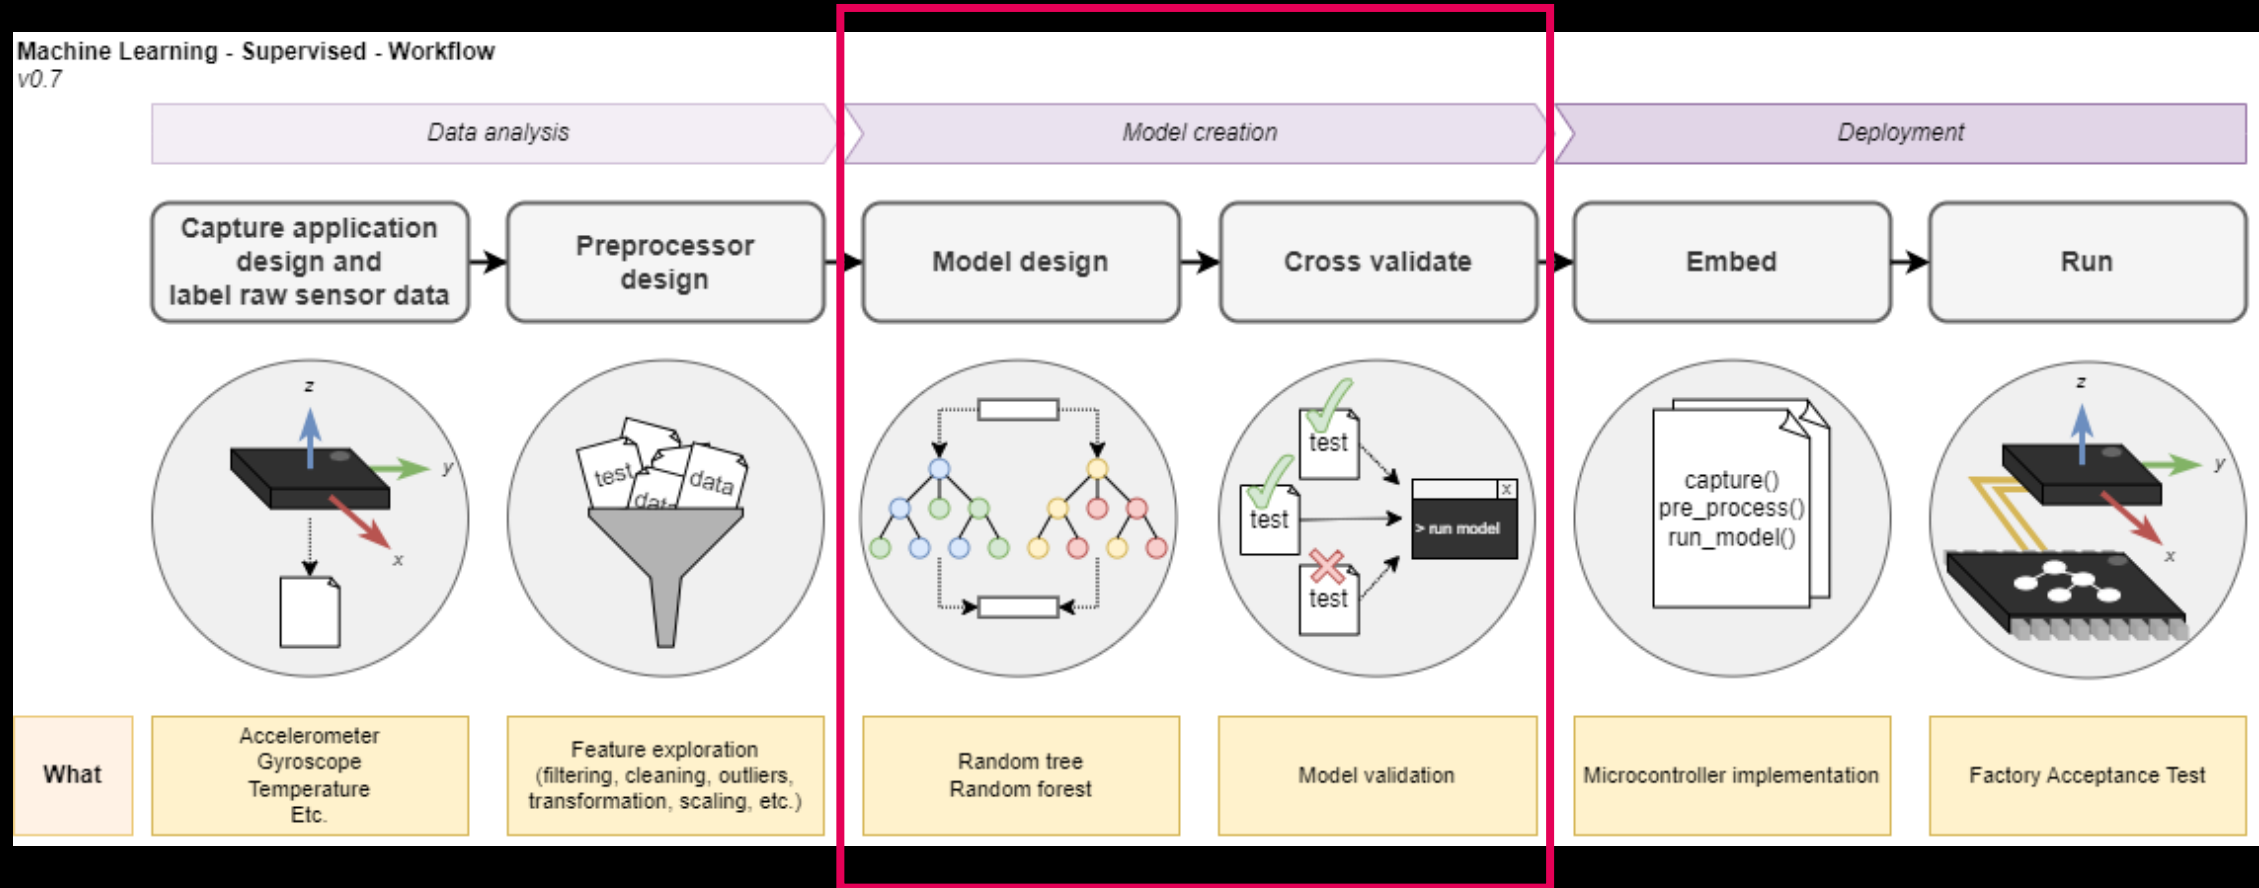 Machine Learning - Supervised - Workflow
v0.7
Data analysis
Model creation
Deployment
Capture application
design and
label raw sensor data
Preprocessor
design
Model design
Cross validate
Embed
Run
z
y
x
test
data
data
test
test
test
x
> run model
capture()
pre_process()
run_model()
z
y
x
What
Accelerometer
Gyroscope
Temperature
Etc.
Feature exploration
(filtering, cleaning, outliers,
transformation, scaling, etc.)
Random tree
Random forest
Model validation
Microcontroller implementation
Factory Acceptance Test